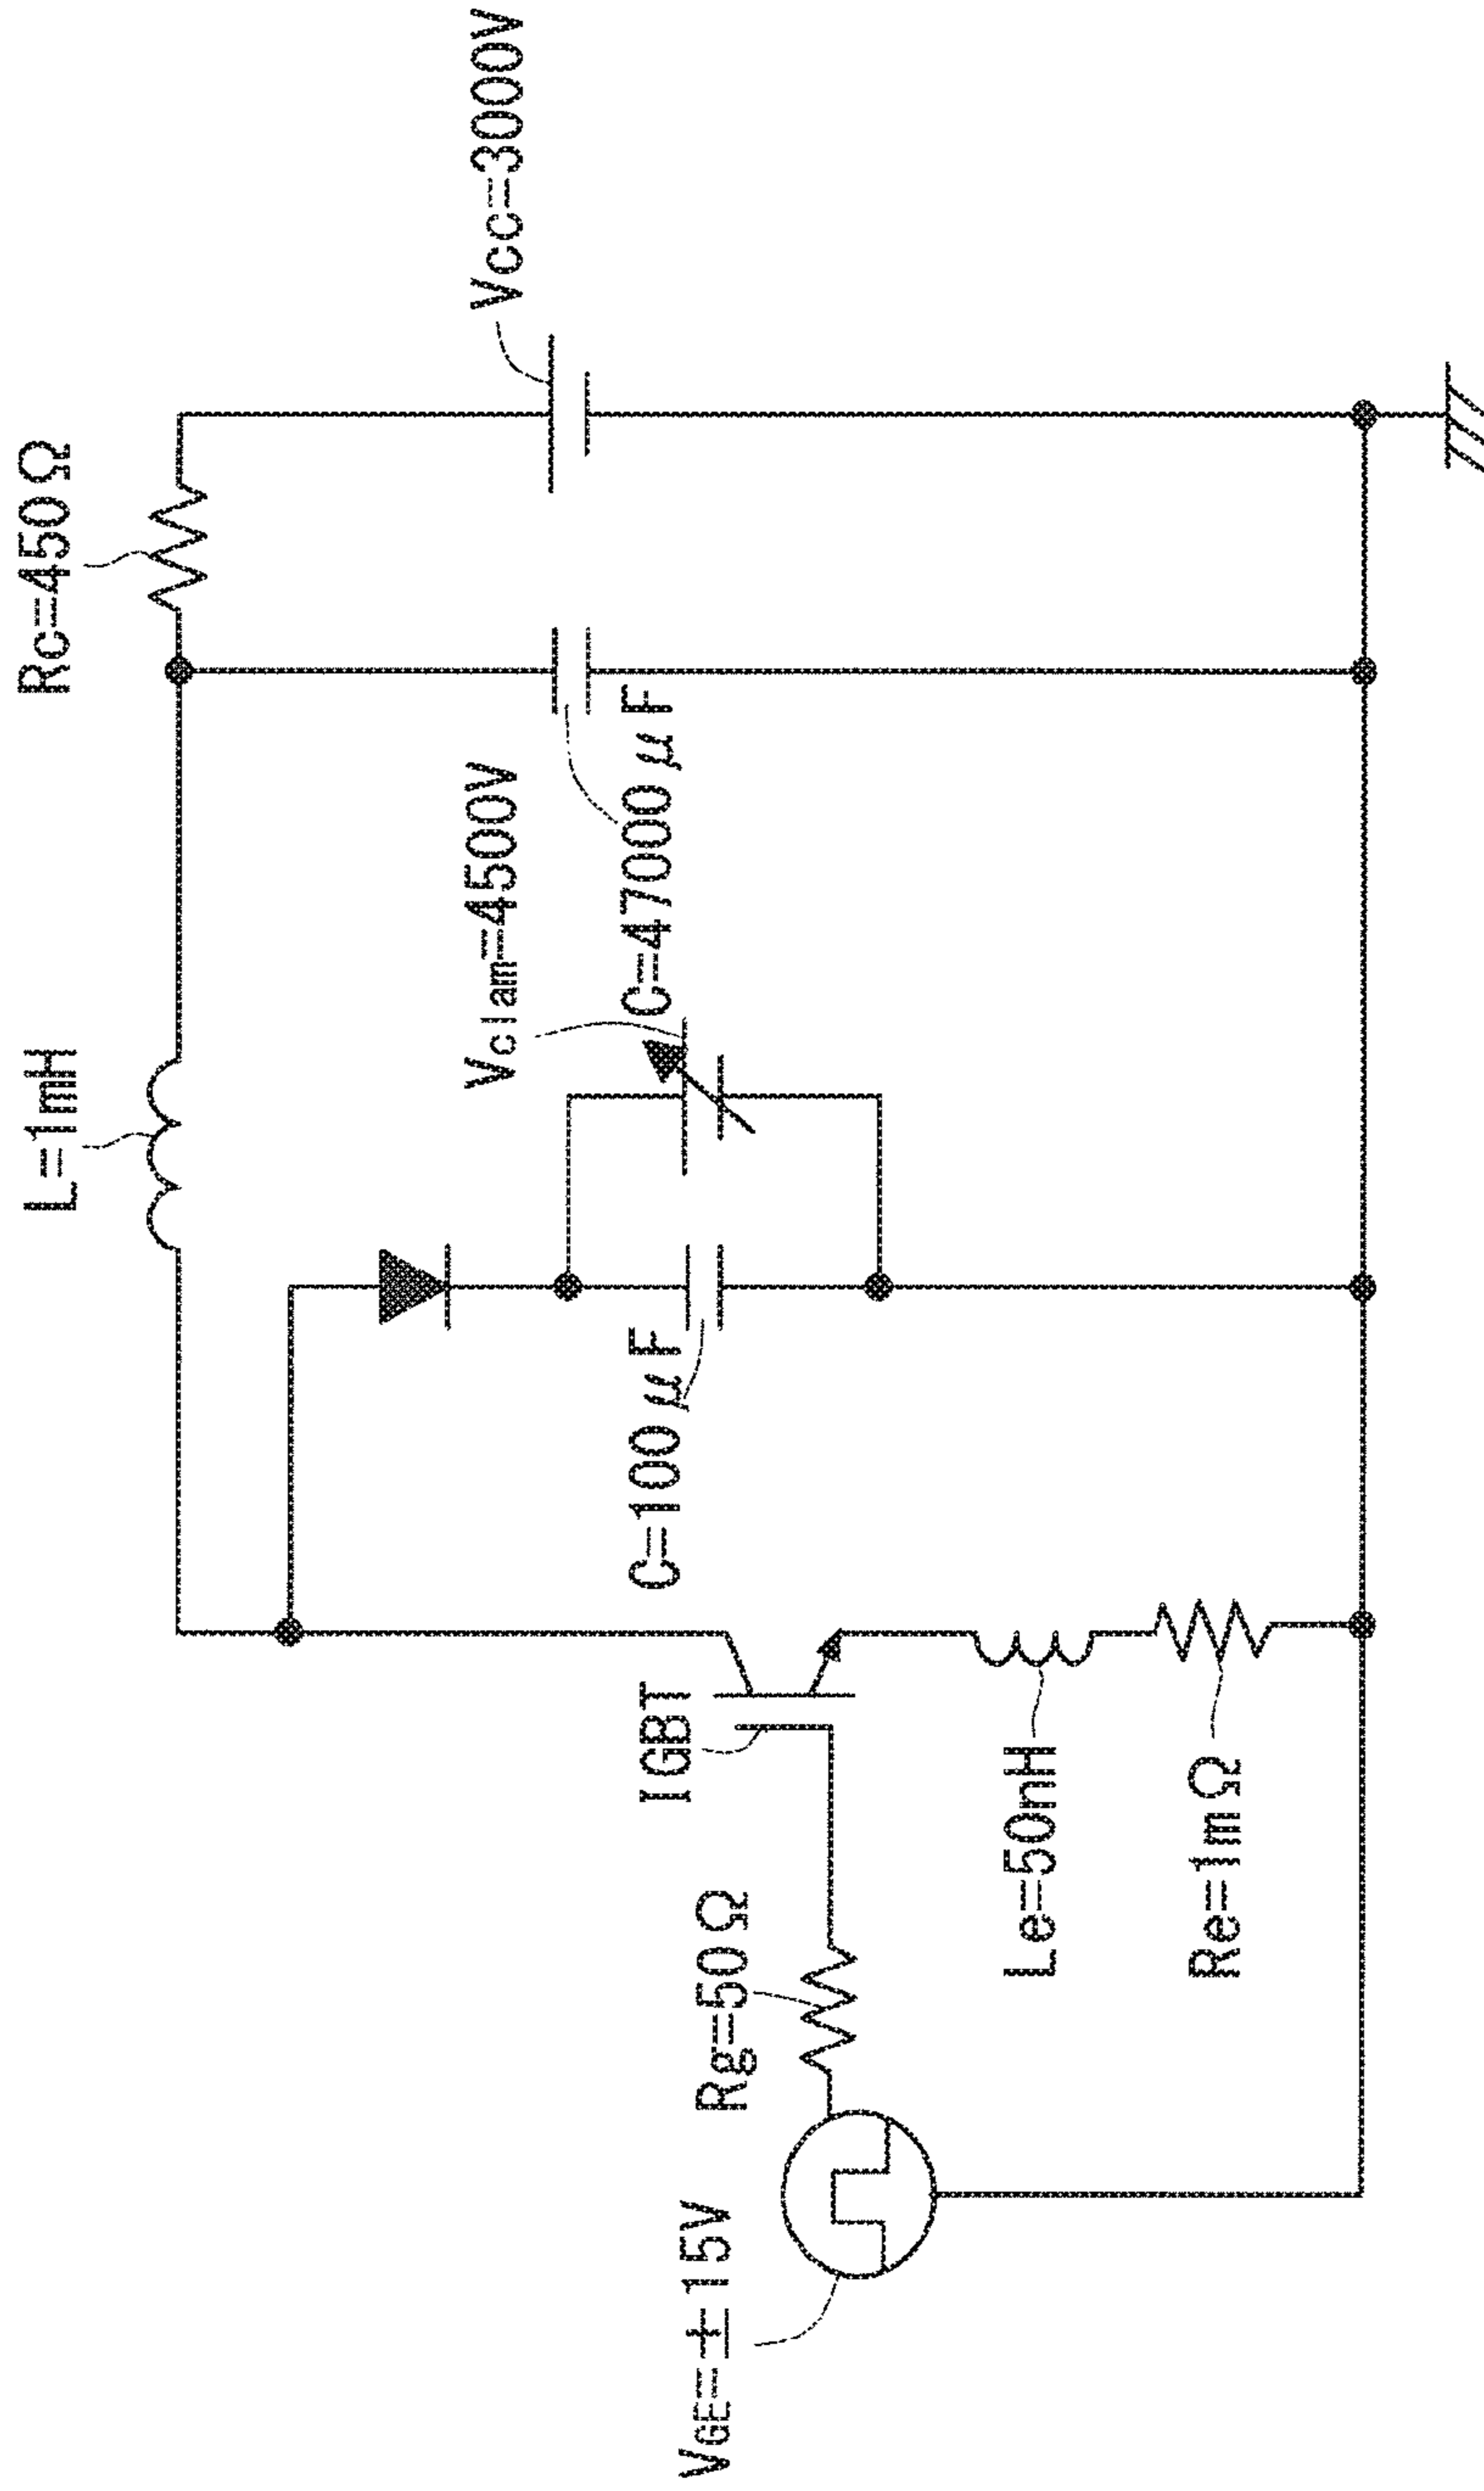 Rc=450Ω
L=1mH
Vcc=3000V
Vclam=4500V
C=47000μF
C=100μF
IGBT
Rg=50Ω
VGE=±15V
Le=50nH
Re=1mΩ